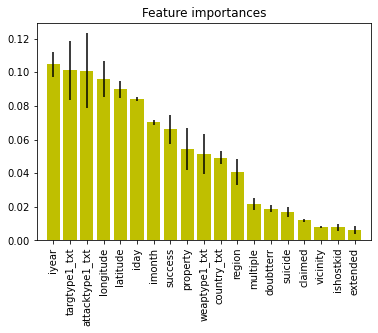 Feature importances
0.12
0.10
0.08
0.06
0.04
0.02
0.00
iyear
targtype1_txt
attacktype1_txt
longitude
latitude
iday
imonth
success
property
weaptype1_txt
country_txt
region
multiple
doubtterr
suicide
claimed
vicinity
ishostkid
extended